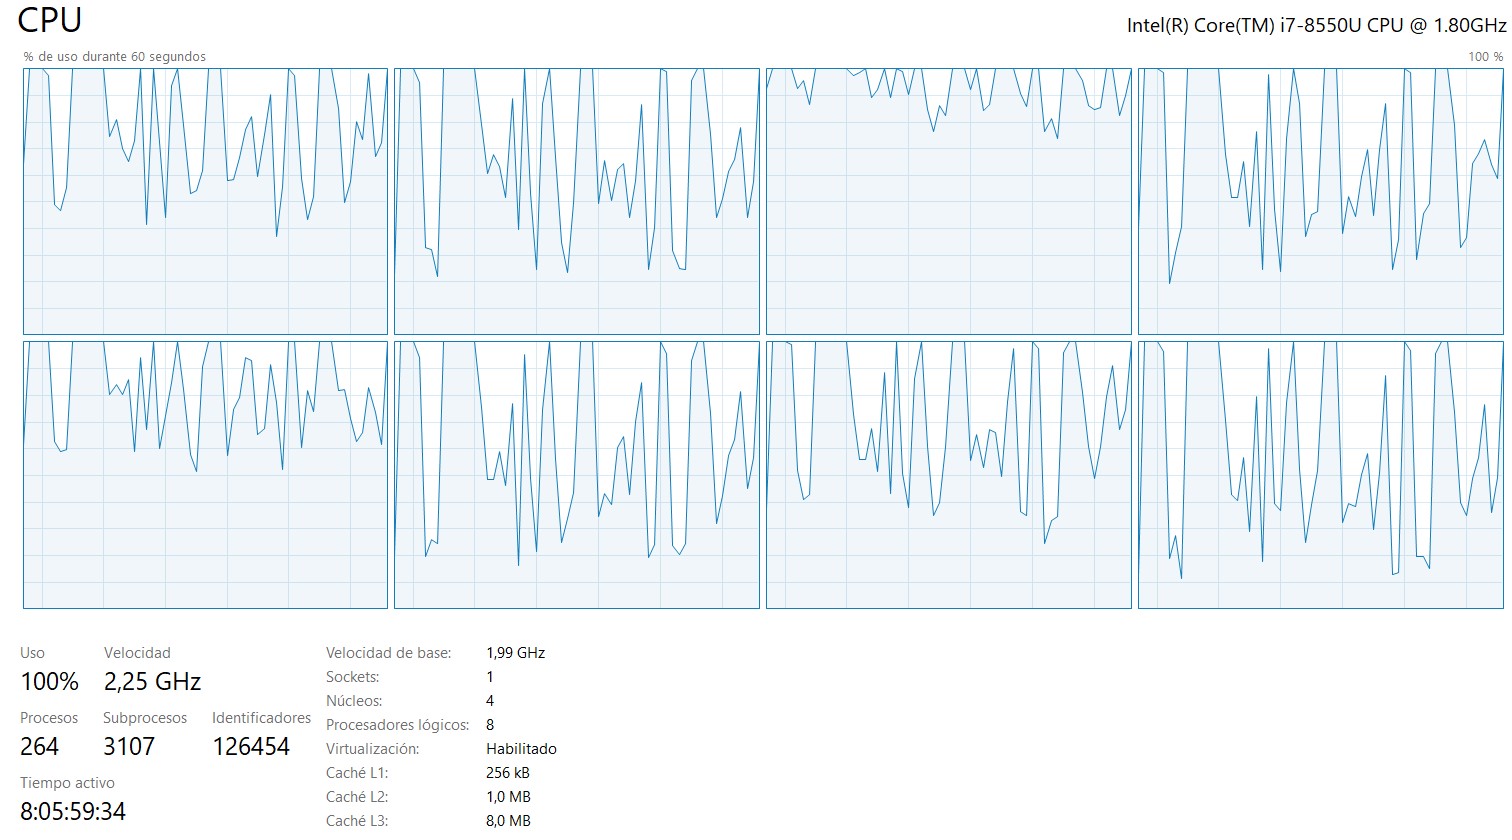 CPU
Intel(R) Core(TM) i7-8550U CPU @ 1.80GHz
% de uso durante 60 segundos
100 %
Uso
Velocidad
100%
2,25 GHz
Procesos
Subprocesos
Identificadores
264
3107
126454
Tiempo activo
8:05:59:34
Velocidad de base: 1,99 GHz
Sockets: 1
Núcleos: 4
Procesadores lógicos: 8
Virtualización: Habilitado
Caché L1: 256 kB
Caché L2: 1,0 MB
Caché L3: 8,0 MB